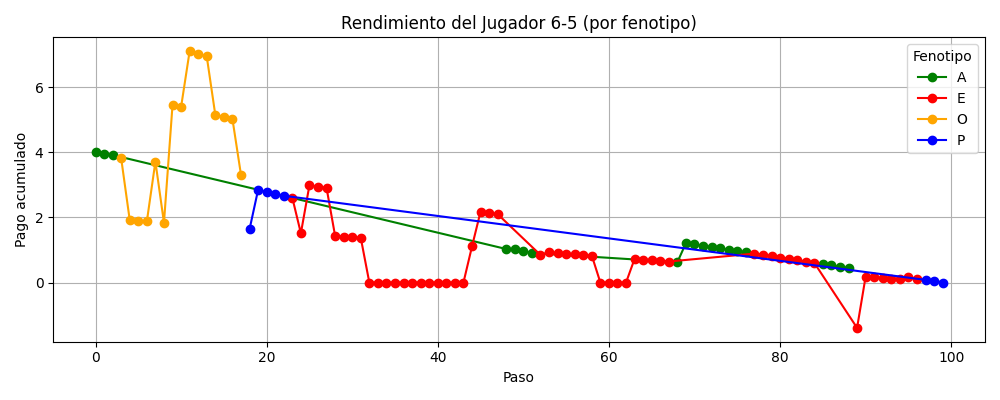 Rendimiento del Jugador 6-5 (por fenotipo)
Pago acumulado
6
4
2
0
0
20
40
60
80
100
Paso
Fenotipo
A
E
O
P